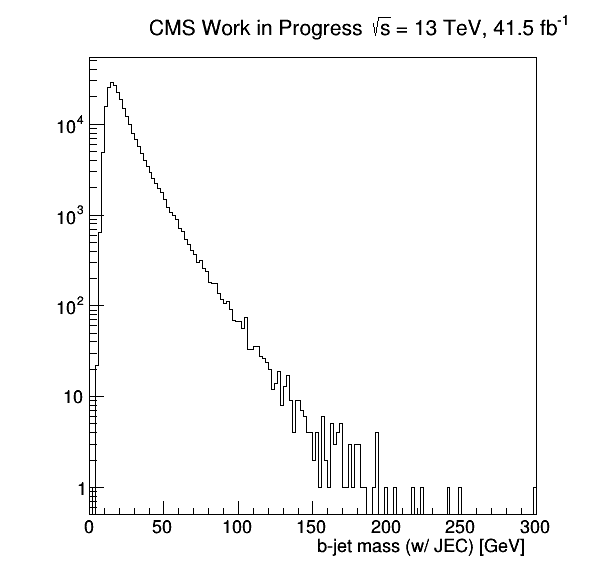 CMS Work in Progress √s = 13 TeV, 41.5 fb⁻¹
10⁴
10³
10²
10
1
0 50 100 150 200 250 300
b-jet mass (w/ JEC) [GeV]